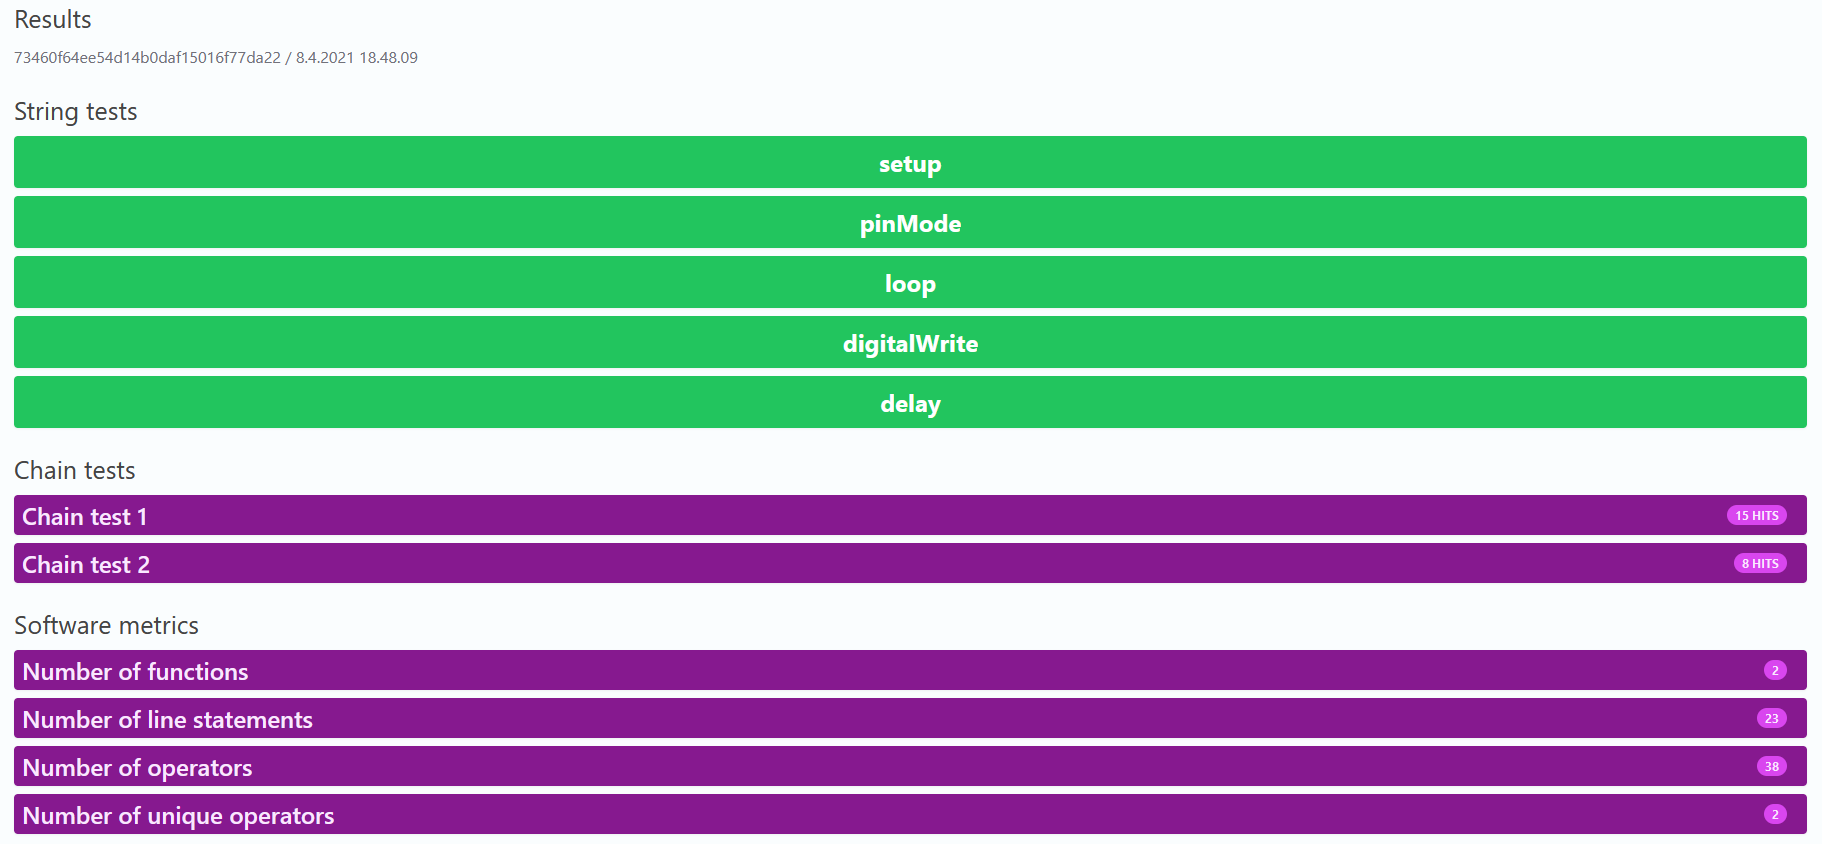 Results
73460f64ee54d14b0daf15016f77da22 / 8.4.2021 18.48.09
String tests
setup
pinMode
loop
digitalWrite
delay
Chain tests
Chain test 1 15 HITS
Chain test 2 8 HITS
Software metrics
Number of functions 2
Number of line statements 23
Number of operators 38
Number of unique operators 2